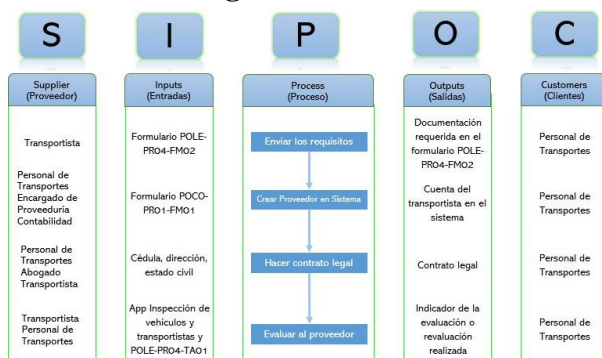 S I P O C
Supplier
(Proveedor)
Inputs
(Entradas)
Process
(Proceso)
Outputs
(Salidas)
Customers
(Clientes)
Transportista
Formulario POLE-
PRO4-FMO2
Enviar los requisitos
Documentación
requerida en el
formulario POLE-
PRO4-FMO2
Personal de
Transportes
Personal de
Transportes
Encargado de
Proveeduría
Contabilidad
Formulario POCO-
PRO1-FMO1
Crear Proveedor en Sistema
Cuenta del
transportista en el
sistema
Personal de
Transportes
Personal de
Transportes
Abogado
Transportista
Cédula, dirección,
estado civil
Hacer contrato legal
Contrato legal
Personal de
Transportes
Transportista
Personal de
Transportes
App Inspección de
vehículos y
transportistas y
POLE-PRO4-TAO1
Evaluar al proveedor
Indicador de la
evaluación o
revaluación
realizada
Personal de
Transportes